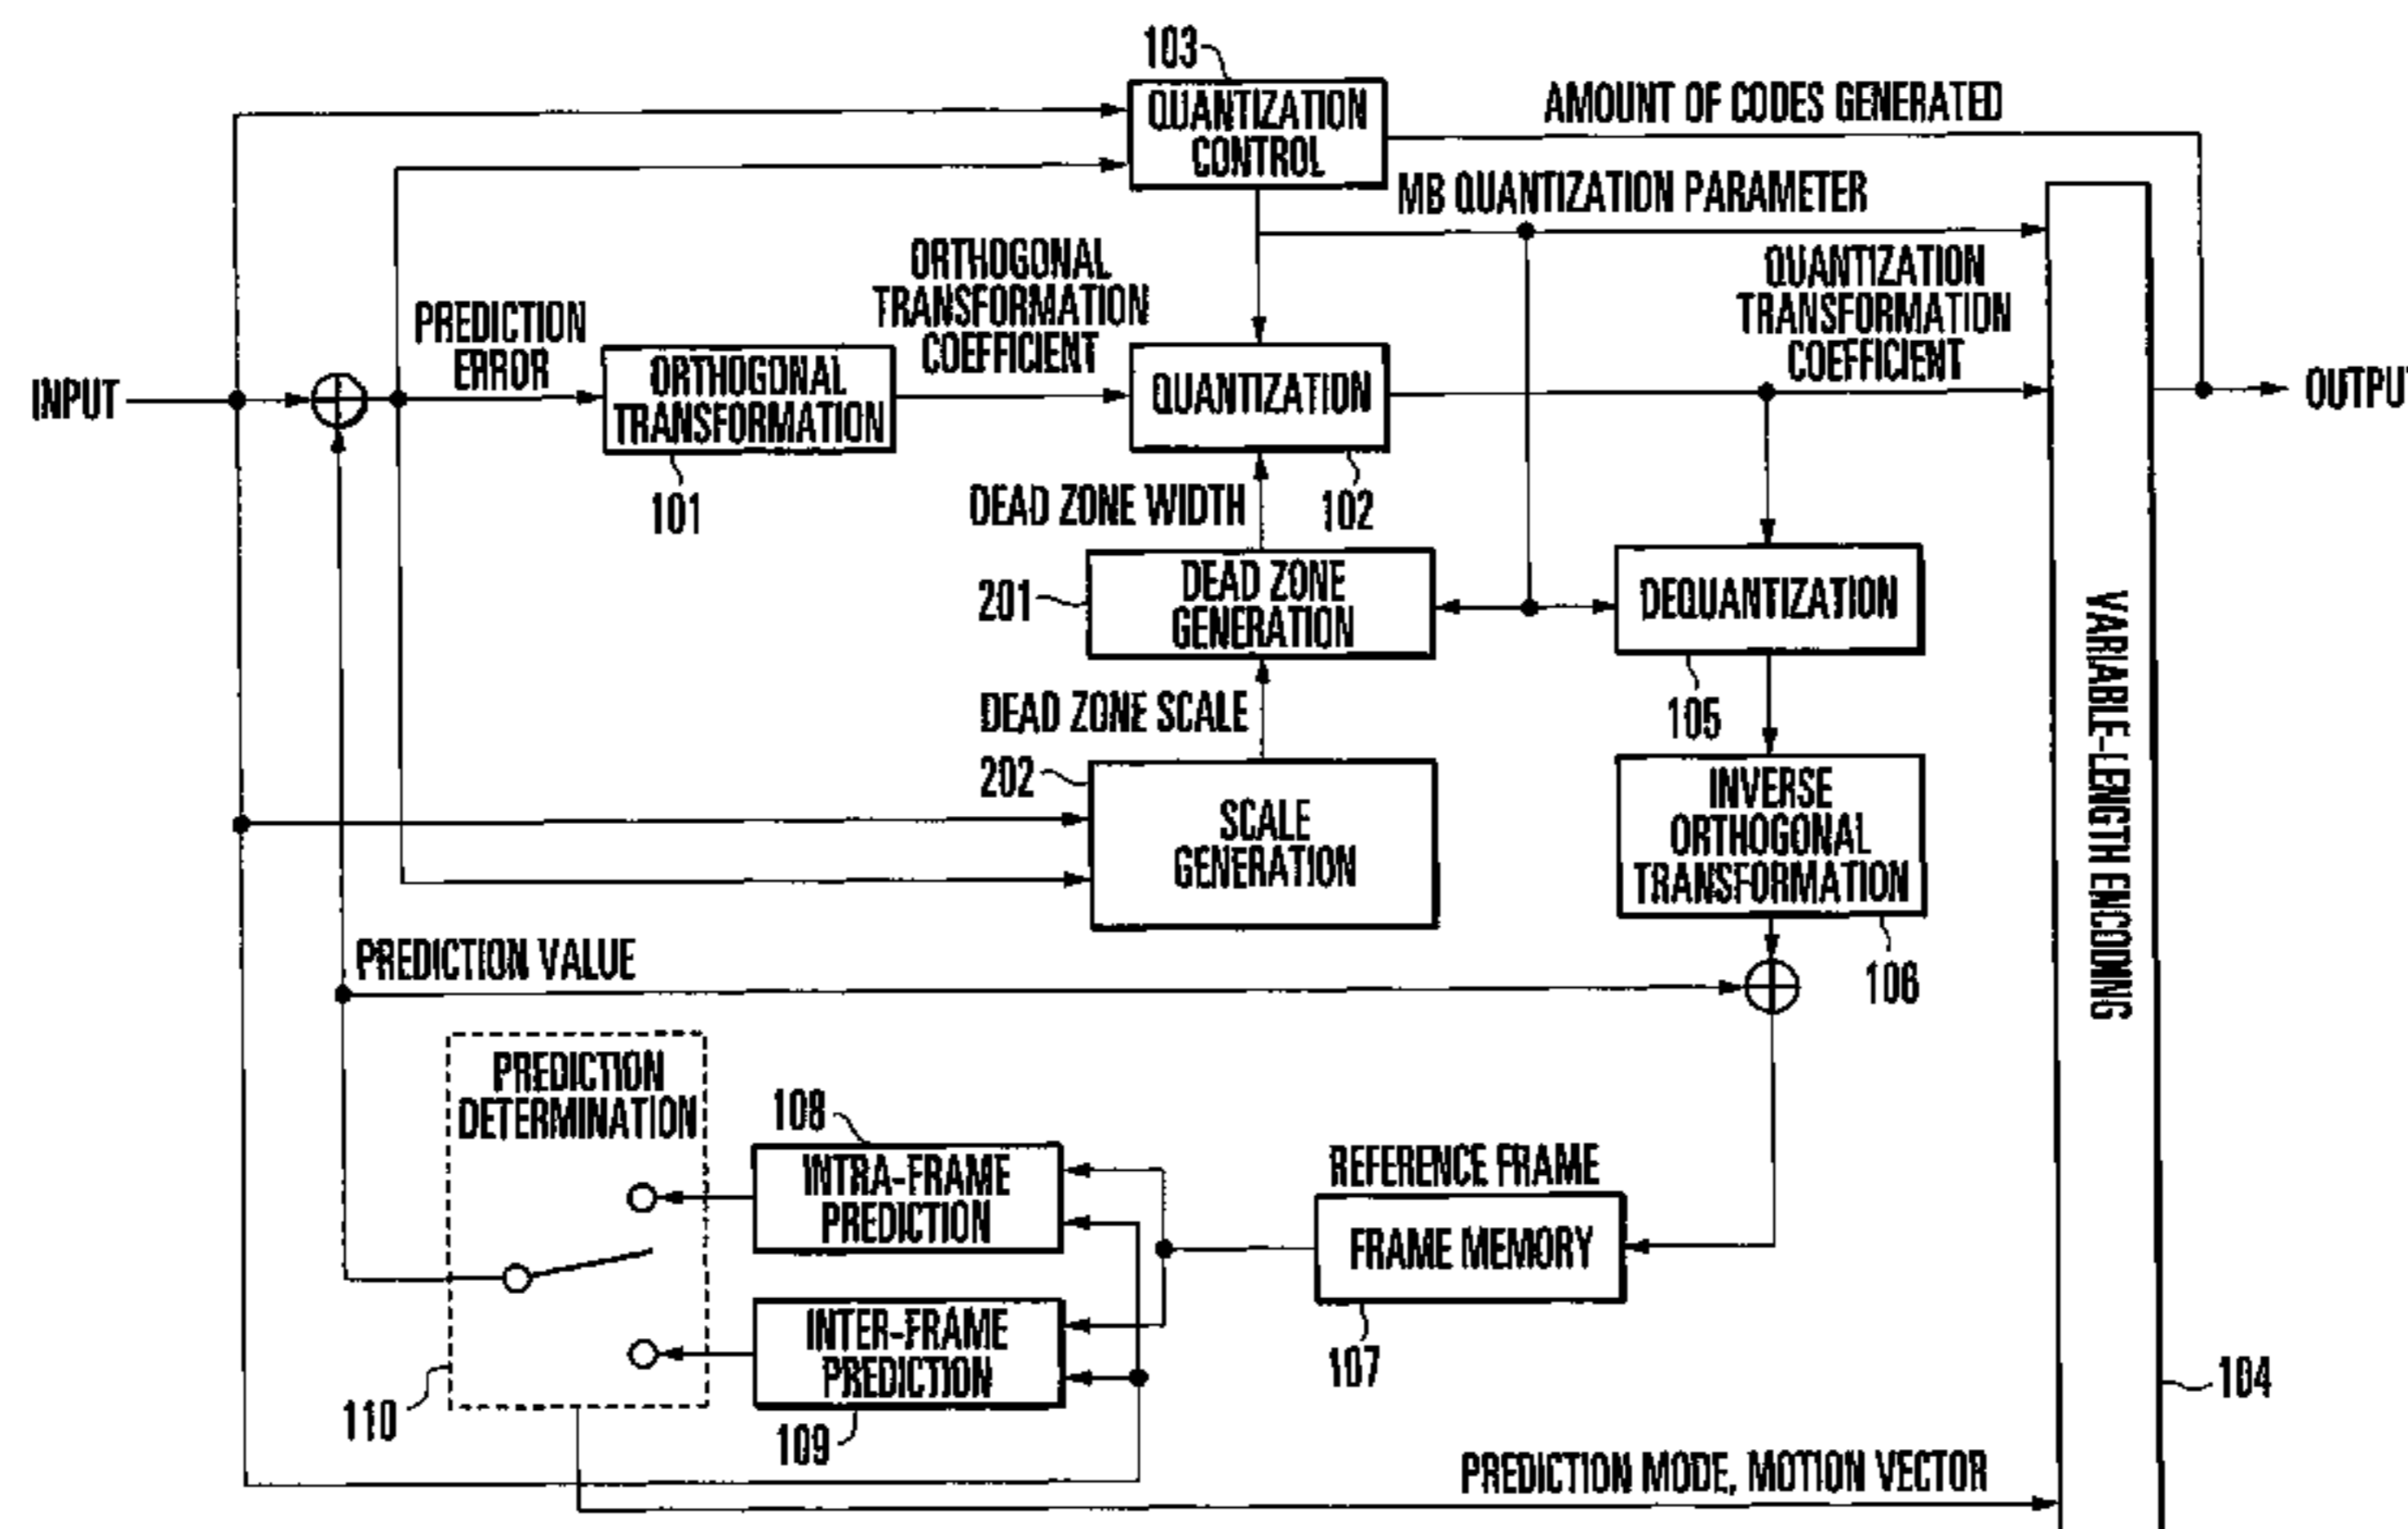 103
QUANTIZATION
CONTROL
AMOUNT OF CODES GENERATED
MB QUANTIZATION PARAMETER
ORTHOGONAL
TRANSFORMATION
COEFFICIENT
QUANTIZATION
TRANSFORMATION
COEFFICIENT
PREDICTION
ERROR
INPUT
ORTHOGONAL
TRANSFORMATION
101
QUANTIZATION
102
OUTPUT
DEAD ZONE WIDTH
201
DEAD ZONE
GENERATION
DEQUANTIZATION
105
DEAD ZONE SCALE
202
SCALE
GENERATION
INVERSE
ORTHOGONAL
TRANSFORMATION
106
VARIABLE-LENGTH ENCODING
PREDICTION VALUE
PREDICTION
DETERMINATION
108
INTRA-FRAME
PREDICTION
REFERENCE FRAME
FRAME MEMORY
107
INTER-FRAME
PREDICTION
109
110
104
PREDICTION MODE, MOTION VECTOR